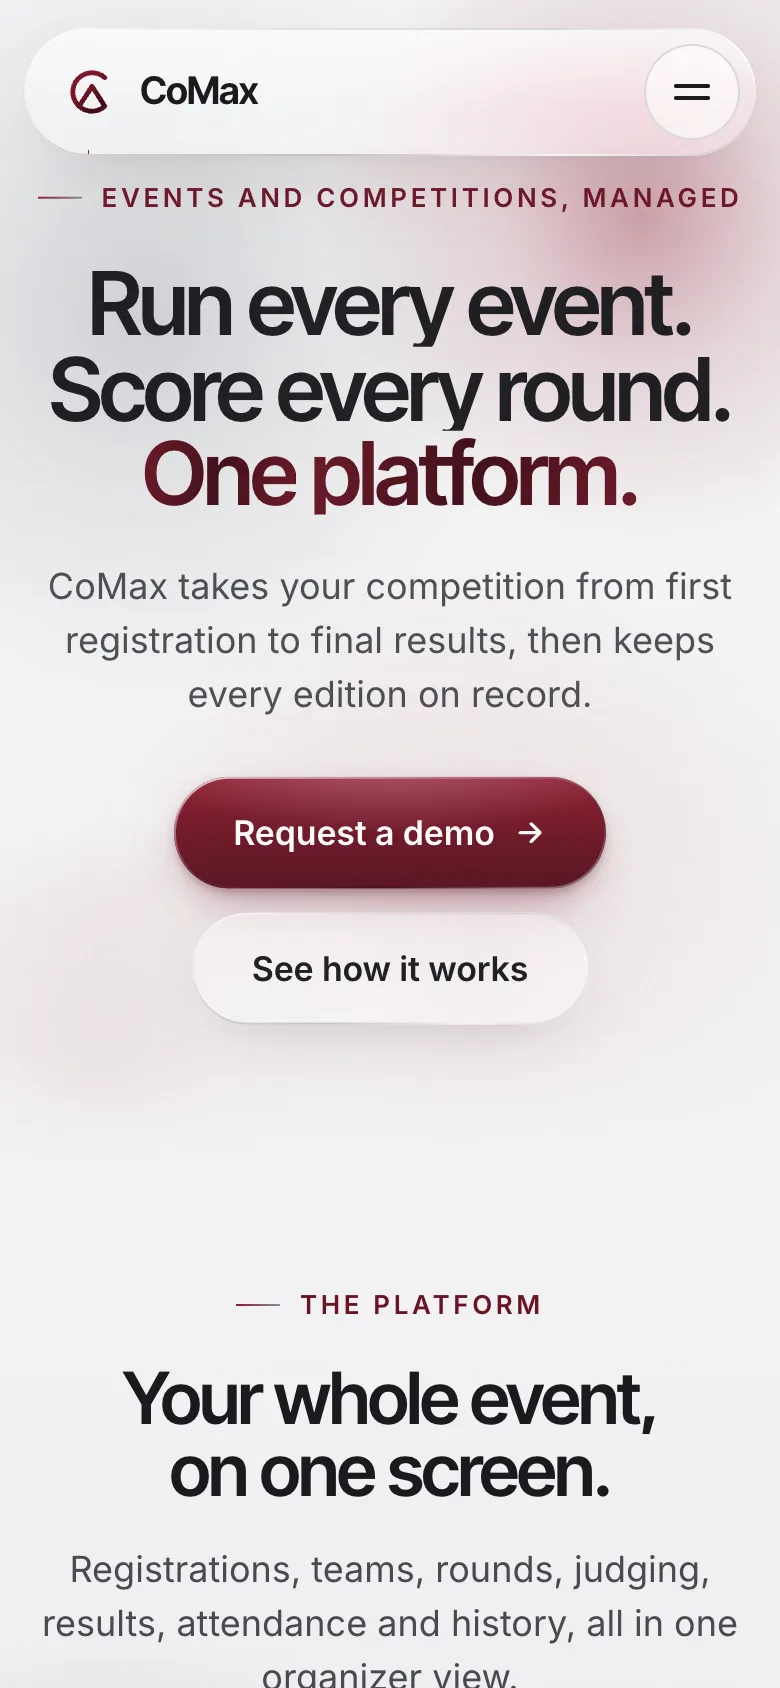 CoMax
EVENTS AND COMPETITIONS, MANAGED
Run every event.
Score every round.
One platform.
CoMax takes your competition from first
registration to final results, then keeps
every edition on record.
Request a demo →
See how it works
THE PLATFORM
Your whole event,
on one screen.
Registrations, teams, rounds, judging,
results, attendance and history, all in one
organizer view.